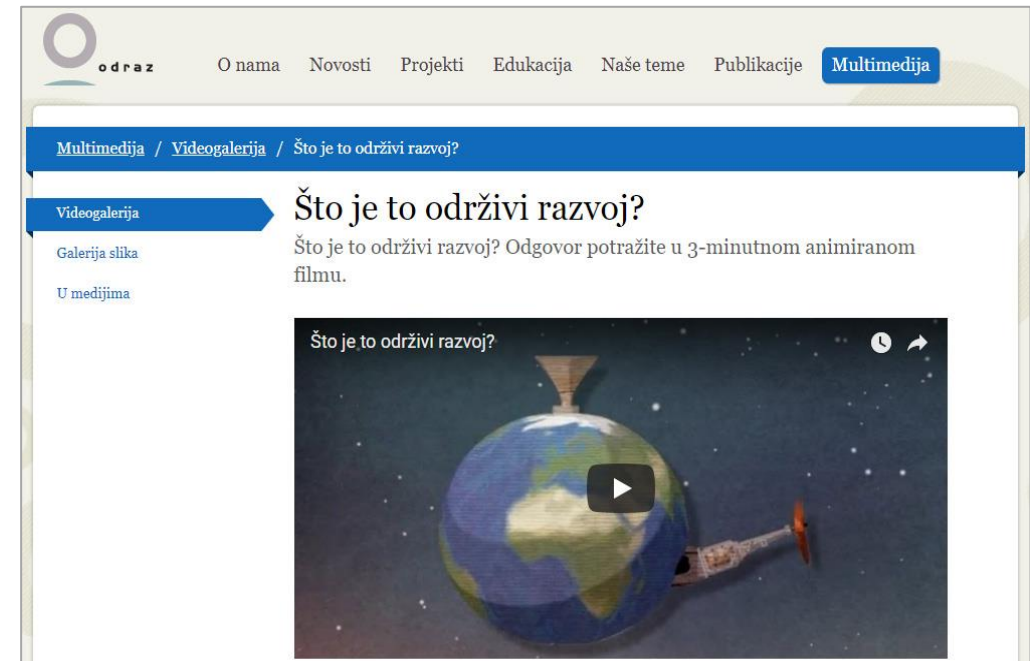 odraz
O nama Novosti Projekti Edukacija Naše teme Publikacije Multimedija
Multimedija / Videogalerija / Što je to održivi razvoj?
Videogalerija
Galerija slika
U medijima
Što je to održivi razvoj?
Što je to održivi razvoj? Odgovor potražite u 3-minutnom animiranom
filmu.
Što je to održivi razvoj?